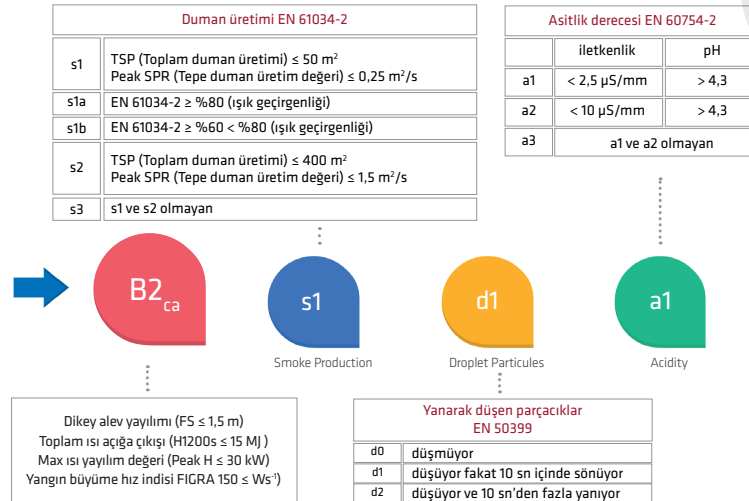 Duman üretimi EN 61034-2
s1 TSP (Toplam duman üretimi) ≤ 50 m²
Peak SPR (Tepe duman üretim değeri) ≤ 0,25 m²/s
s1a EN 61034-2 ≥ %80 (ışık geçirgenliği)
s1b EN 61034-2 ≥ %60 < %80 (ışık geçirgenliği)
s2 TSP (Toplam duman üretimi) ≤ 400 m²
Peak SPR (Tepe duman üretim değeri) ≤ 1,5 m²/s
s3 s1 ve s2 olmayan
Asitlik derecesi EN 60754-2
iletkenlik pH
a1 < 2,5 µS/mm > 4,3
a2 < 10 µS/mm > 4,3
a3 a1 ve a2 olmayan
B2ca
s1
d1
a1
Smoke Production
Droplet Particules
Acidity
Dikey alev yayılımı (FS ≤ 1,5 m)
Toplam ısı açığa çıkışı (H1200s ≤ 15 MJ )
Max ısı yayılım değeri (Peak H ≤ 30 kW)
Yangın büyüme hız indisi FIGRA 150 ≤ Ws⁻¹)
Yanarak düşen parçacıklar
EN 50399
d0 düşmüyor
d1 düşüyor fakat 10 sn içinde sönüyor
d2 düşüyor ve 10 sn'den fazla yanıyor